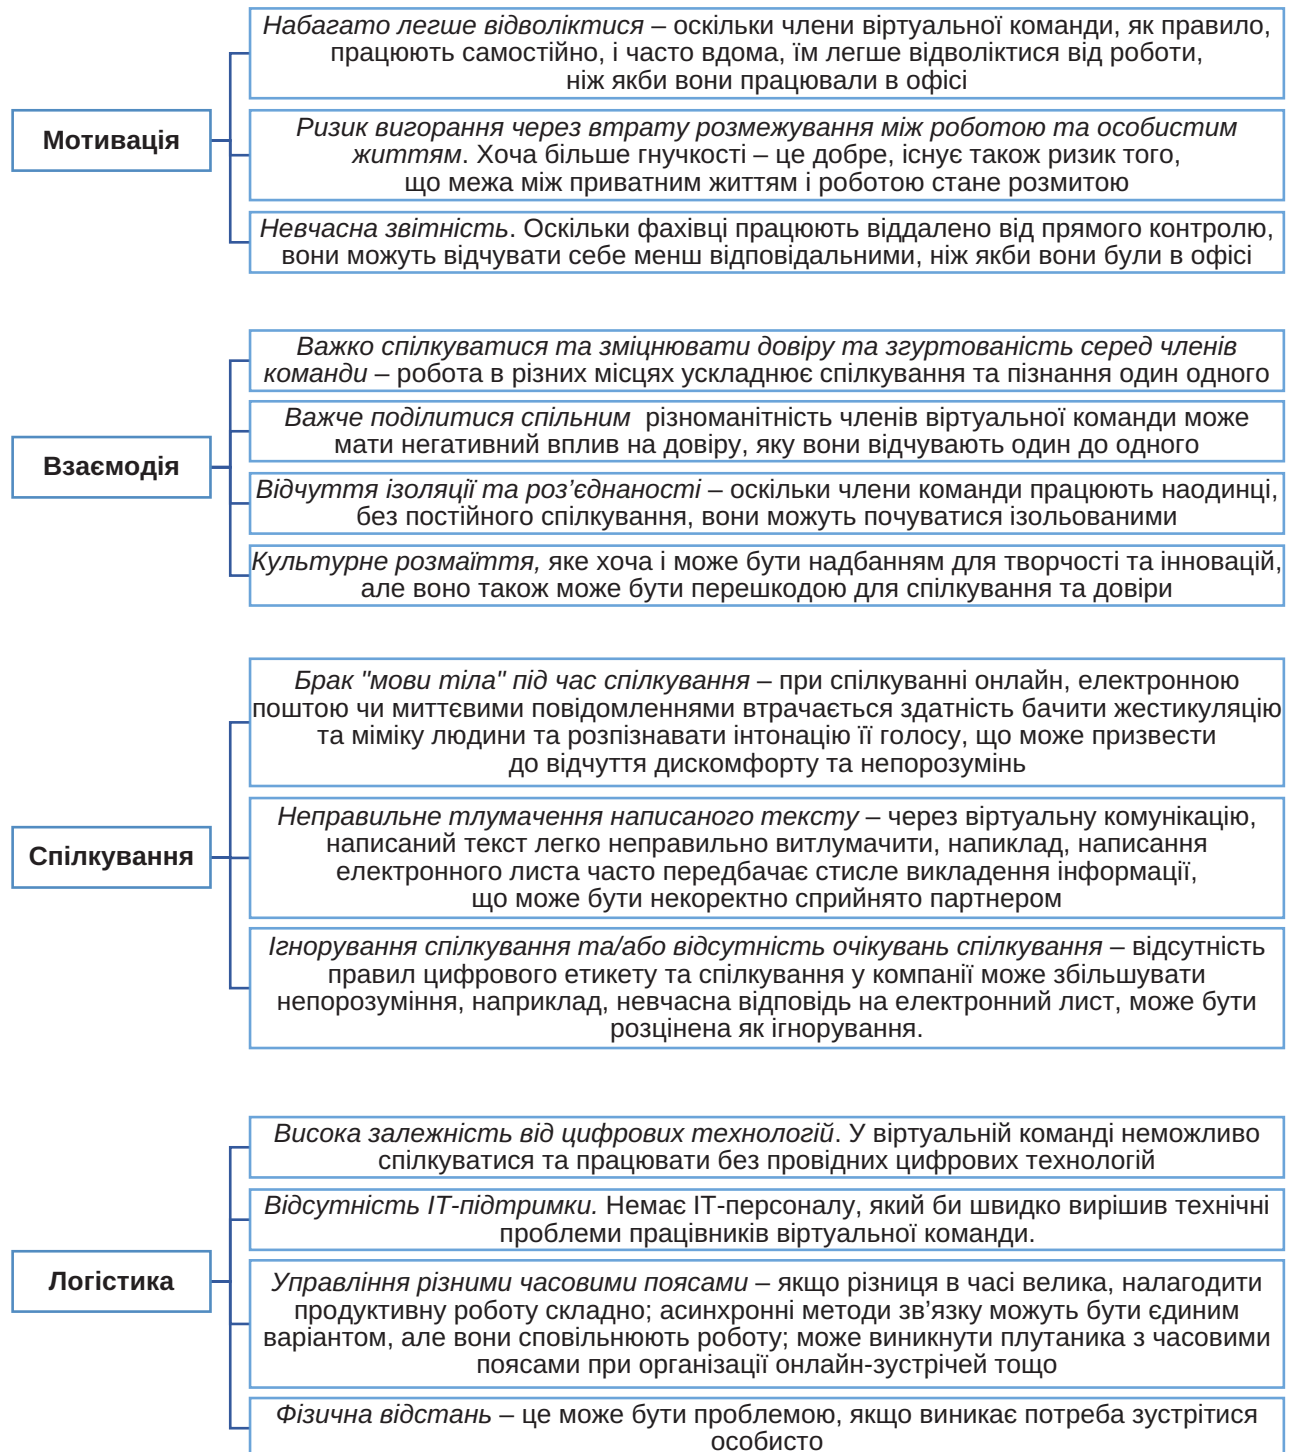 Мотивація
Набагато легше відволіктися – оскільки члени віртуальної команди, як правило,
працюють самостійно, і часто вдома, їм легше відволіктися від роботи,
ніж якби вони працювали в офісі
Ризик вигорання через втрату розмежування між роботою та особистим
життям. Хоча більше гнучкості – це добре, існує також ризик того,
що межа між приватним життям і роботою стане розмитою
Невчасна звітність. Оскільки фахівці працюють віддалено від прямого контролю,
вони можуть відчувати себе менш відповідальними, ніж якби вони були в офісі
Взаємодія
Важко спілкуватися та зміцнювати довіру та згуртованість серед членів
команди – робота в різних місцях ускладнює спілкування та пізнання один одного
Важче поділитися спільним  різноманітність членів віртуальної команди може
мати негативний вплив на довіру, яку вони відчувають один до одного
Відчуття ізоляції та роз’єднаності – оскільки члени команди працюють наодинці,
без постійного спілкування, вони можуть почуватися ізольованими
Культурне розмаїття, яке хоча і може бути надбанням для творчості та інновацій,
але воно також може бути перешкодою для спілкування та довіри
Спілкування
Брак "мови тіла" під час спілкування – при спілкуванні онлайн, електронною
поштою чи миттєвими повідомленнями втрачається здатність бачити жестикуляцію
та міміку людини та розпізнавати інтонацію її голосу, що може призвести
до відчуття дискомфорту та непорозумінь
Неправильне тлумачення написаного тексту – через віртуальну комунікацію,
написаний текст легко неправильно витлумачити, напиклад, написання
електронного листа часто передбачає стисле викладення інформації,
що може бути некоректно сприйнято партнером
Ігнорування спілкування та/або відсутність очікувань спілкування – відсутність
правил цифрового етикету та спілкування у компанії може збільшувати
непорозуміння, наприклад, невчасна відповідь на електронний лист, може бути
розцінена як ігнорування.
Логістика
Висока залежність від цифрових технологій. У віртуальній команді неможливо
спілкуватися та працювати без провідних цифрових технологій
Відсутність ІТ-підтримки. Немає ІТ-персоналу, який би швидко вирішив технічні
проблеми працівників віртуальної команди.
Управління різними часовими поясами – якщо різниця в часі велика, налагодити
продуктивну роботу складно; асинхронні методи зв’язку можуть бути єдиним
варіантом, але вони сповільнюють роботу; може виникнути плутаника з часовими
поясами при організації онлайн-зустрічей тощо
Фізична відстань – це може бути проблемою, якщо виникає потреба зустрітися
особисто